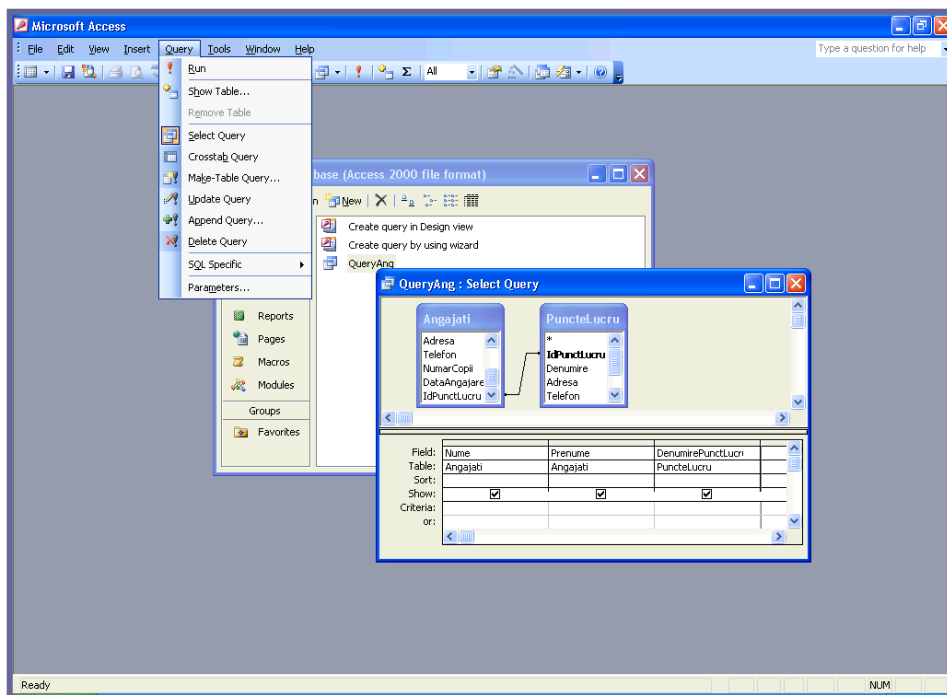 Microsoft Access
File Edit View Insert Query Tools Window Help
Type a question for help
All
Run
Show Table...
Remove Table
Select Query
Crosstab Query
Make-Table Query...
Update Query
Append Query...
Delete Query
SQL Specific
Parameters...
base (Access 2000 file format)
n New
Create query in Design view
Create query by using wizard
QueryAng
Reports
Pages
Macros
Modules
Groups
Favorites
QueryAng : Select Query
Angajati
Adresa
Telefon
NumarCopii
DataAngajare
IdPunctLucru
PuncteLucru
*
IdPunctLucru
Denumire
Adresa
Telefon
Field: Nume Prenume DenumirePunctLucru
Table: Angajati Angajati PuncteLucru
Sort:
Show:
Criteria:
or:
Ready
NUM